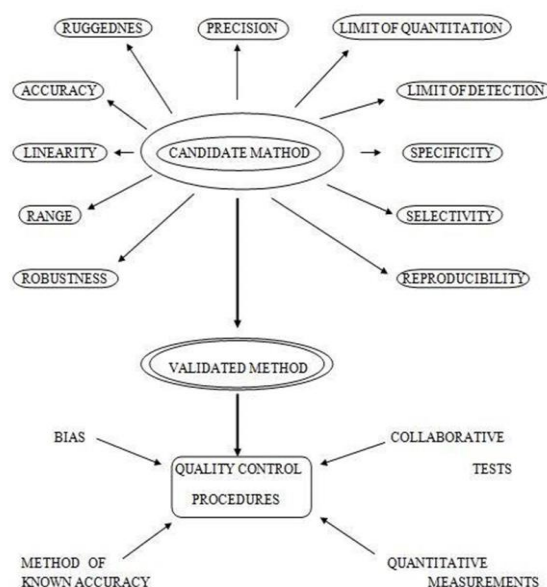 RUGGEDNES
PRECISION
LIMIT OF QUANTITATION
ACCURACY
LIMIT OF DETECTION
LINEARITY
CANDIDATE MATHOD
SPECIFICITY
RANGE
SELECTIVITY
ROBUSTNESS
REPRODUCIBILITY
VALIDATED METHOD
BIAS
COLLABORATIVE
TESTS
QUALITY CONTROL
PROCEDURES
METHOD OF
KNOWN ACCURACY
QUANTITATIVE
MEASUREMENTS